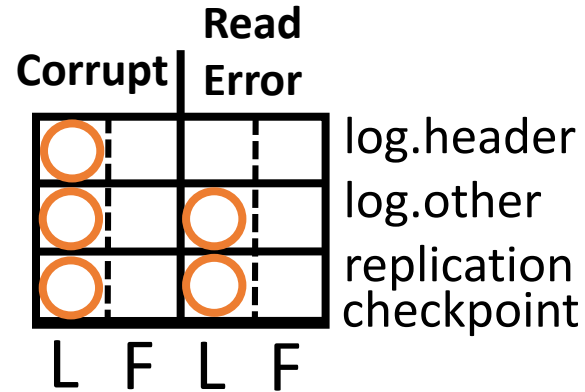 Read
Corrupt Error
log.header
log.other
replication
checkpoint
L F L F